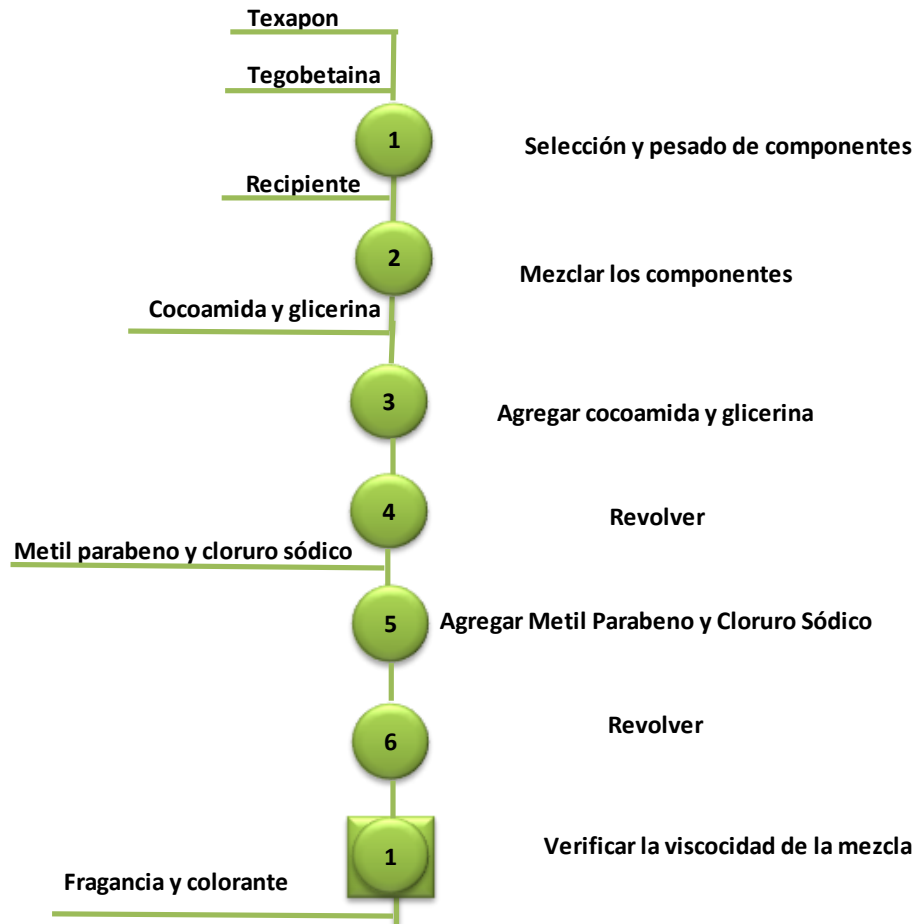 Texapon
Tegobetaina
1
Selección y pesado de componentes
Recipiente
2
Mezclar los componentes
Cocoamida y glicerina
3
Agregar cocoamida y glicerina
4
Revolver
Metil parabeno y cloruro sódico
5
Agregar Metil Parabeno y Cloruro Sódico
6
Revolver
1
Verificar la viscocidad de la mezcla
Fragancia y colorante